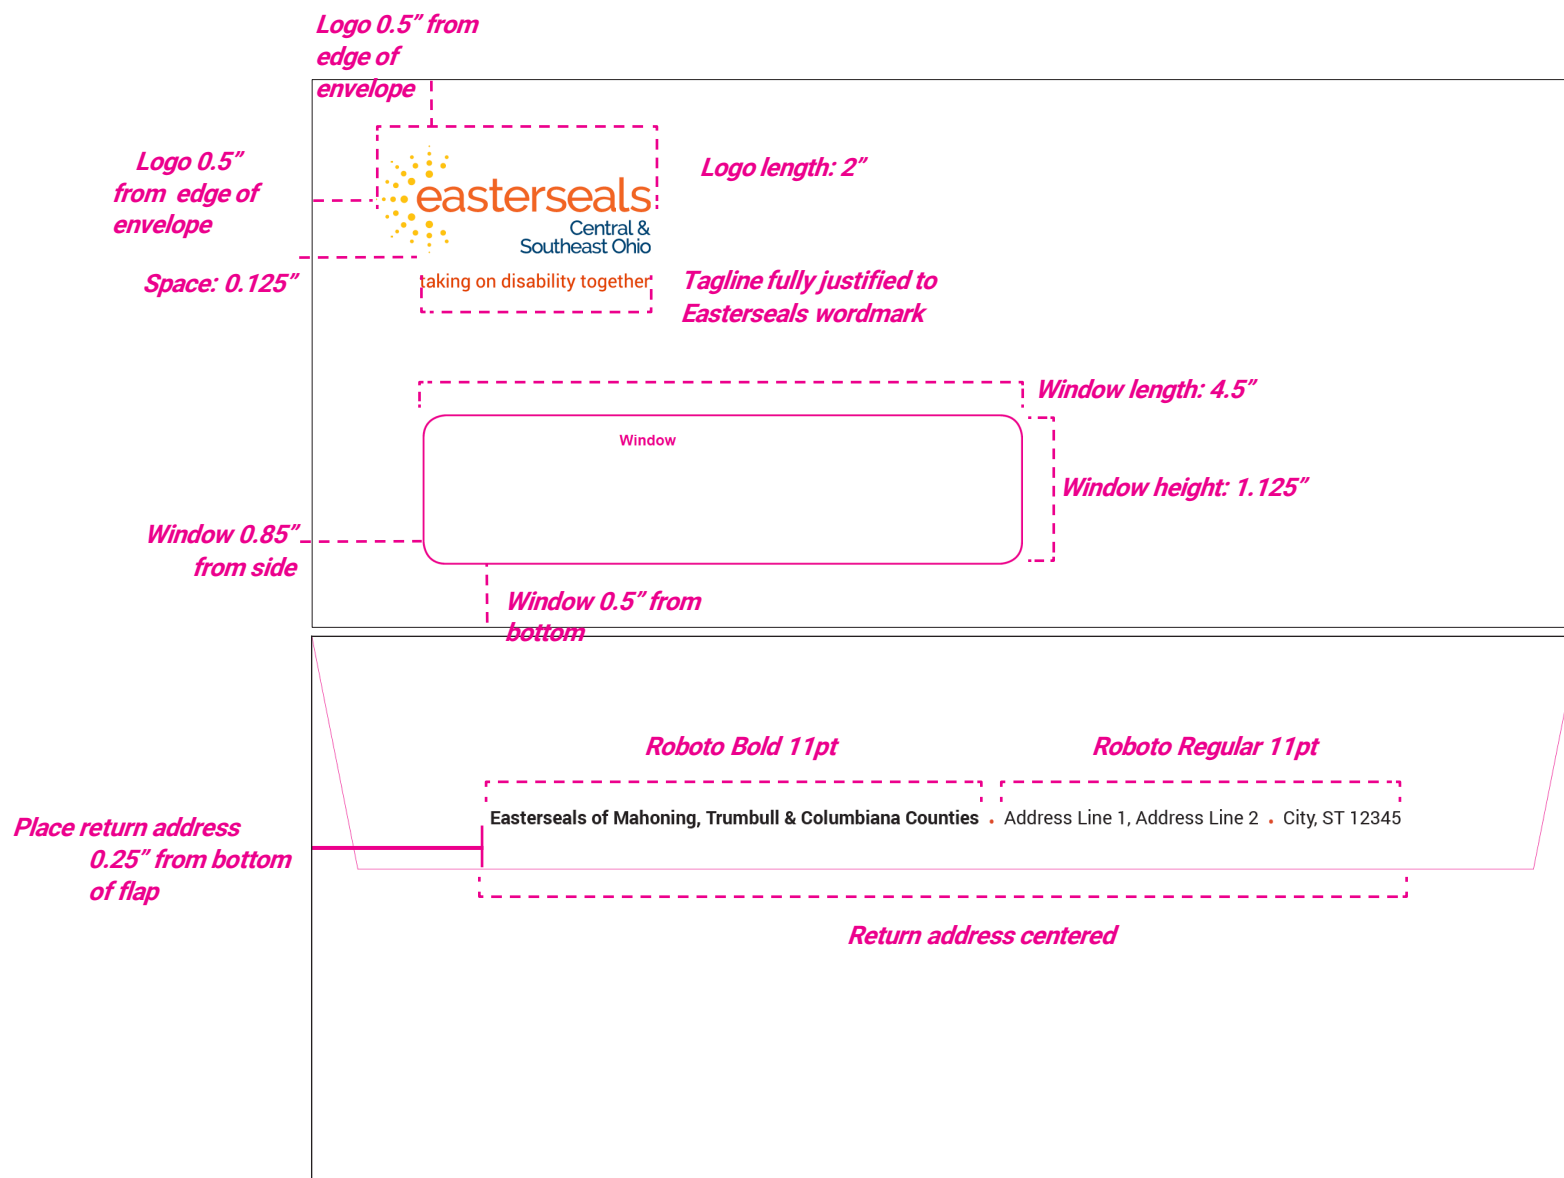 Logo 0.5” from
edge of
envelope
Logo 0.5”
from edge of
envelope
Logo length: 2”
easterseals
Central &
Southeast Ohio
Space: 0.125”
taking on disability together
Tagline fully justified to
Easterseals wordmark
Window length: 4.5”
Window
Window height: 1.125”
Window 0.85”
from side
Window 0.5” from
bottom
Roboto Bold 11pt
Roboto Regular 11pt
Easterseals of Mahoning, Trumbull & Columbiana Counties • Address Line 1, Address Line 2 • City, ST 12345
Place return address
0.25” from bottom
of flap
Return address centered